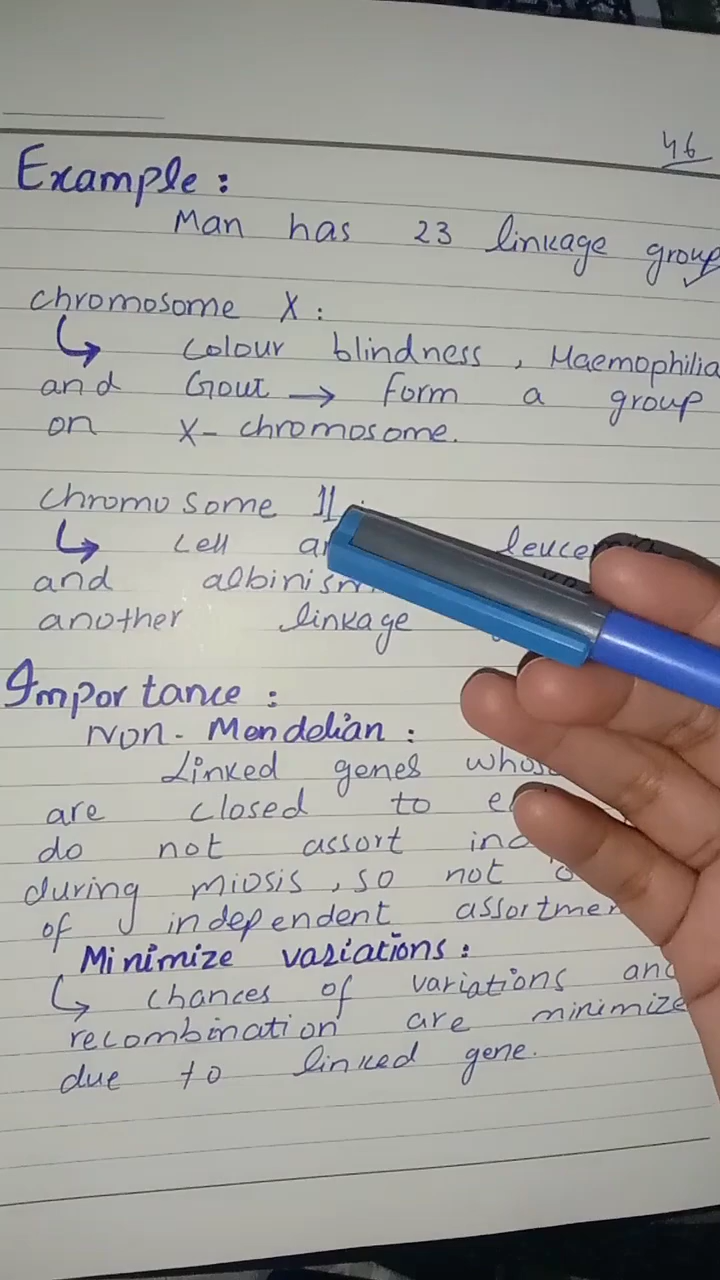 46
Example :
Man has 23 linkage group
chromosome X :
↳ Colour blindness , Haemophilia
and Gout → form a group
on X- chromosome.
chromosome 11
↳ cell
and albinism
another linkage
Importance :
Non - Mendelian :
Linked genes
are closed to
do not assort
during miosis , so not
of independent
Minimize variations :
↳ chances of variations and
recombination are minimize
due to linked gene.